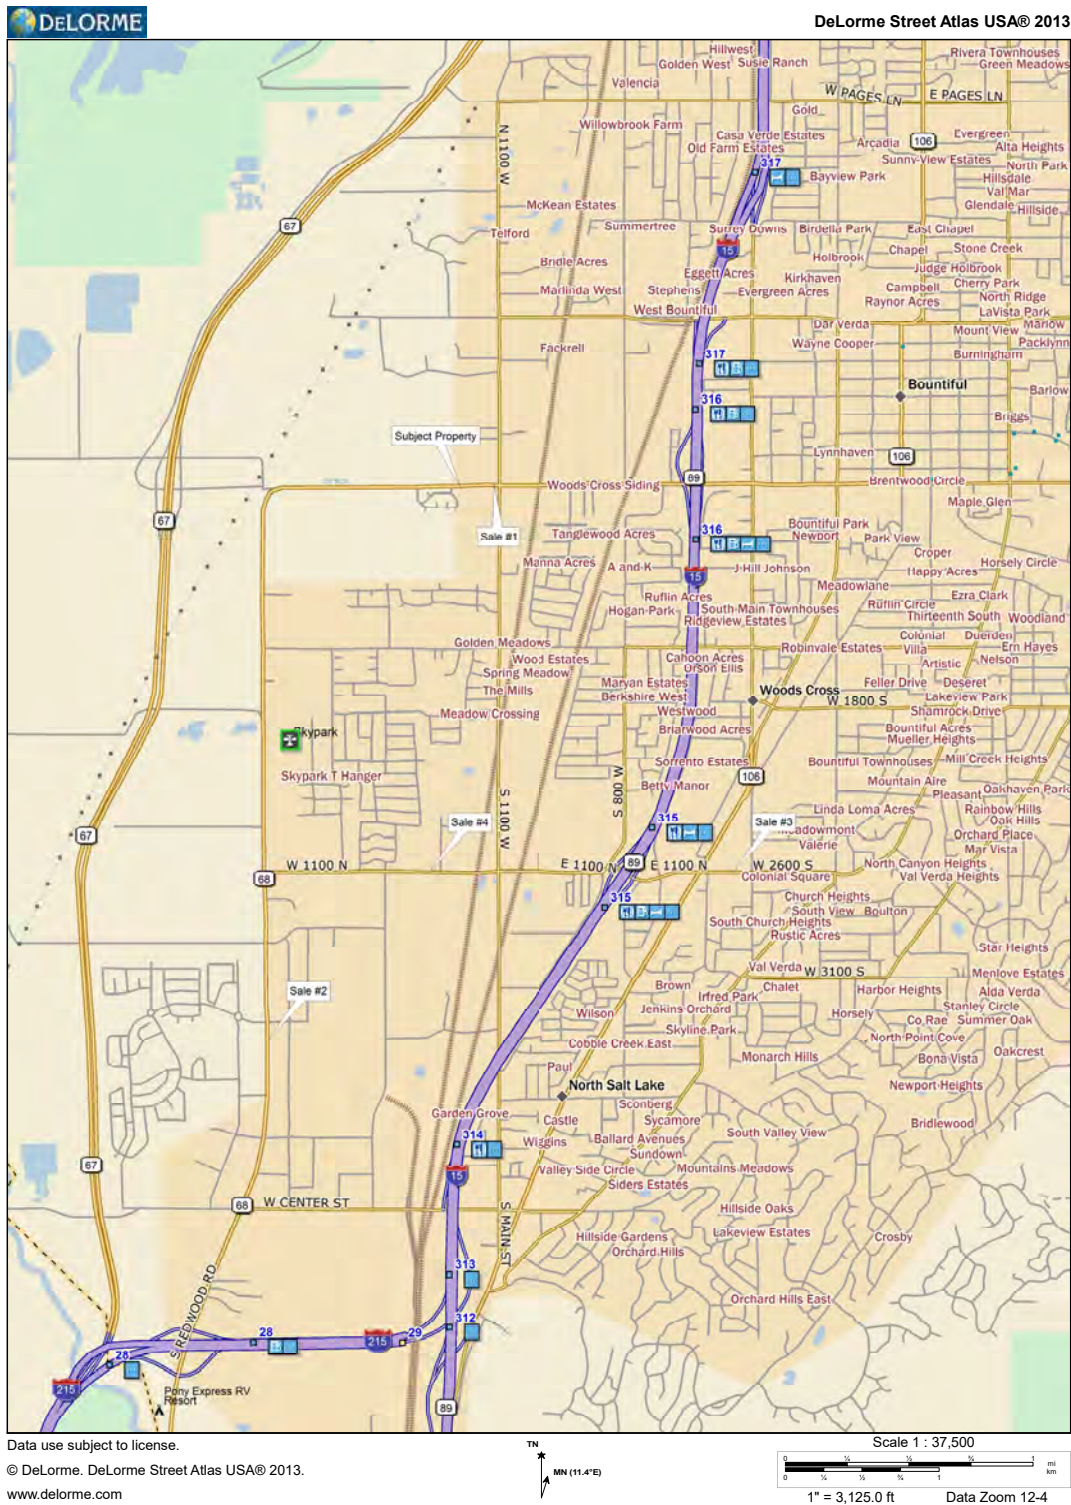 DELORME
DeLorme Street Atlas USA® 2013
Hillwest
Golden West
Susie Ranch
Rivera Townhouses
Green Meadows
Valencia
W PAGES LN
E PAGES LN
Gold
Willowbrook Farm
N 1100 W
Casa Verde Estates
Old Farm Estates
Arcadia
106
Evergreen
Alta Heights
Sunny-View Estates
North Park
317
Bayview Park
Hillsdale
Val Mar
McKean Estates
Glendale
Hillside
67
Telford
Summertree
Surrey Downs
Birdella Park
East Chapel
15
Chapel
Stone Creek
Holbrook
Bridle Acres
Eggett Acres
Kirkhaven
Judge Holbrook
Marlinda West
Stephens
Evergreen Acres
Campbell
Cherry Park
Raynor Acres
North Ridge
West Bountiful
LaVista Park
Dar Verda
Mount View
Marlow
Wayne Cooper
Packlynn
Fackrell
317
Burningham
Bountiful
Barlow
316
Briggs
Subject Property
Lynnhaven
106
89
Woods Cross Siding
Brentwood Circle
Maple Glen
67
Sale #1
Tanglewood Acres
316
Bountiful Park
Newport
Park View
Croper
Manna Acres
A and K
J Hill Johnson
Happy Acres
Horsely Circle
15
Meadowlane
Ezra Clark
Ruflin Acres
Ruflin Circle
Hogan-Park
South-Main Townhouses
Thirteenth South
Woodland
Ridgeview Estates
Golden Meadows
Colonial
Duerden
Robinvale Estates
Villa
Ern Hayes
Wood Estates
Cahoon Acres
Orson Ellis
Artistic
Nelson
Spring Meadow
Maryan Estates
Feller Drive
Deseret
The Mills
Berkshire West
Woods Cross
Lakeview Park
W 1800 S
Meadow Crossing
Westwood
Shamrock Drive
Briarwood Acres
Bountiful Acres
Skypark
Mueller Heights
Sorrento Estates
Bountiful Townhouses
Mill Creek Heights
Skypark T Hanger
S 800 W
Betty Manor
106
Mountain Aire
Pleasant
Oakhaven Park
S 1100 W
Linda Loma Acres
Rainbow Hills
Oak Hills
67
Sale #4
315
Sale #3
Meadowmont
Orchard Place
Valerie
Mar Vista
W 1100 N
E 1100 N
89
E 1100 N
W 2600 S
North Canyon Heights
68
Colonial Square
Val Verda Heights
315
Church Heights
South View
Boulton
South Church Heights
Rustic Acres
Star Heights
Val Verda
W 3100 S
Menlove Estates
Sale #2
Brown
Chalet
Harbor Heights
Alda Verda
Irfred Park
Stanley Circle
Wilson
Jenkins Orchard
Horsely
Co Rae
Summer Oak
Skyline Park
North Point Cove
Cobble Creek East
Monarch Hills
Bona Vista
Oakcrest
Paul
North Salt Lake
Newport Heights
Garden Grove
Sconberg
Castle
Sycamore
Bridlewood
314
Wiggins
Ballard Avenues
South Valley View
Sundown
67
15
Valley Side Circle
Mountains Meadows
Siders Estates
68
W CENTER ST
S MAIN ST
Hillside Oaks
Hillside Gardens
Lakeview Estates
Crosby
Orchard Hills
313
S REDWOOD RD
Orchard Hills East
312
28
215
29
28
215
Pony Express RV
Resort
89
Data use subject to license.
© DeLorme. DeLorme Street Atlas USA® 2013.
www.delorme.com
TN
MN (11.4°E)
Scale 1 : 37,500
0 ¼ ½ ¾ 1
mi
km
0 ¼ ½ ¾ 1
1" = 3,125.0 ft
Data Zoom 12-4